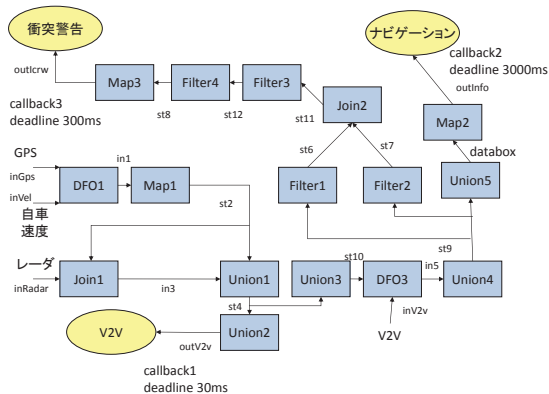 衝突警告
ナビゲーション
outIcrw
callback2
deadline 3000ms
outInfo
Map3
Filter4
Filter3
callback3
deadline 300ms
st8
st12
st11
Join2
Map2
databox
GPS
in1
st6
st7
inGps
DFO1
Map1
Filter1
Filter2
Union5
inVel
自車
速度
st2
st9
レーダ
st10
in5
Join1
Union1
Union3
DFO3
Union4
inRadar
in3
st4
inV2v
V2V
Union2
V2V
outV2v
callback1
deadline 30ms